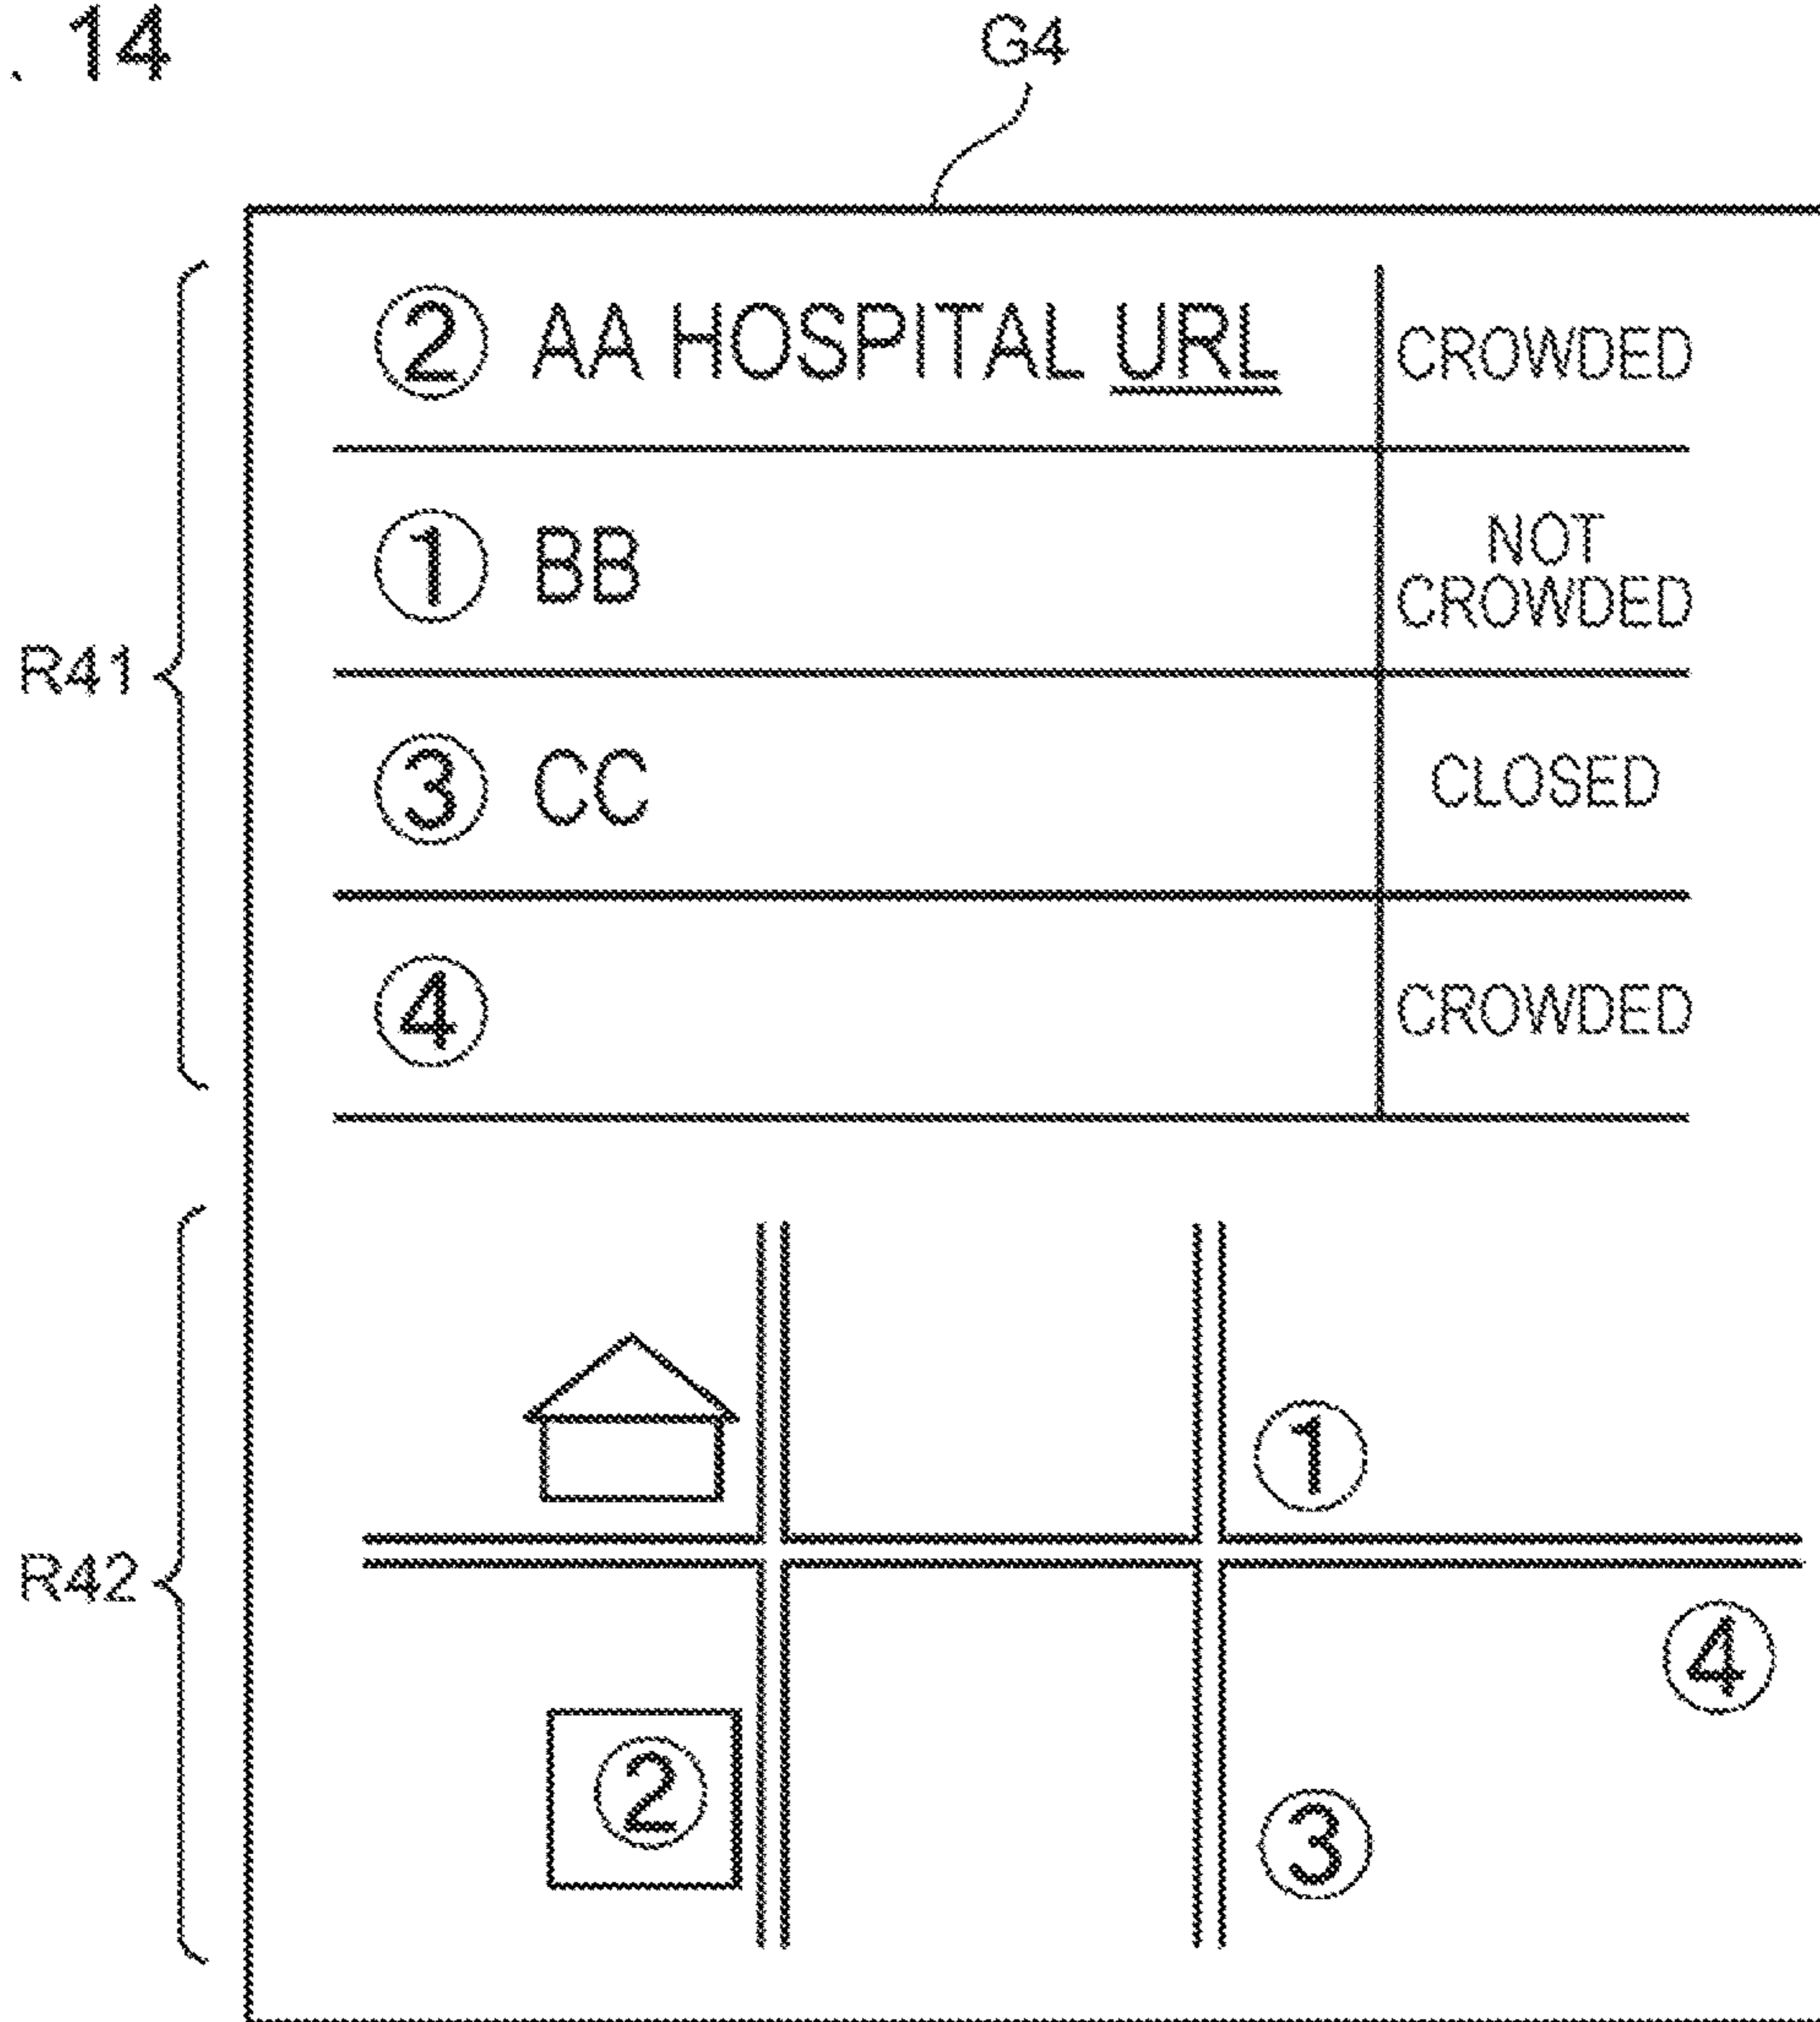 . 14
G4
② AA HOSPITAL URL CROWDED
① BB NOT CROWDED
R41
③ CC CLOSED
④ CROWDED
①
R42
④
②
③